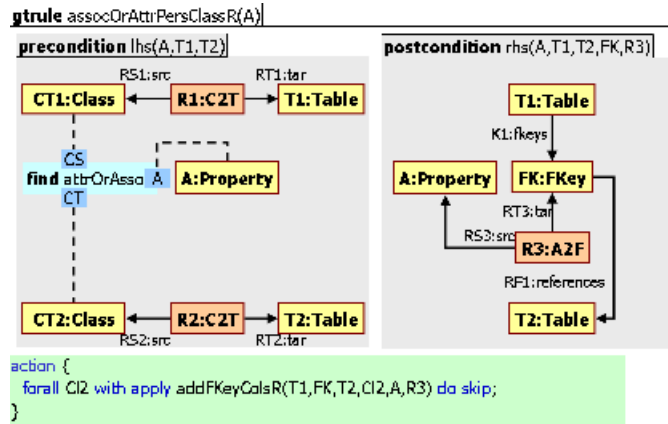 gtrule assocOrAttrPersClassR(A)
precondition lhs(A,T1,T2)
postcondition rhs(A,T1,T2,FK,R3)
RS1:src RT1:tar
CT1:Class R1:C2T T1:Table
T1:Table
K1:fkeys
CS
find attrOrAsso A A:Property
CT
A:Property FK:FKey
RT3:tar
RS3:src
R3:A2F
RF1:references
CT2:Class R2:C2T T2:Table
T2:Table
RS2:src RT2:tar
action {
forall Cl2 with apply addFKeyColsR(T1,FK,T2,Cl2,A,R3) do skip;
}